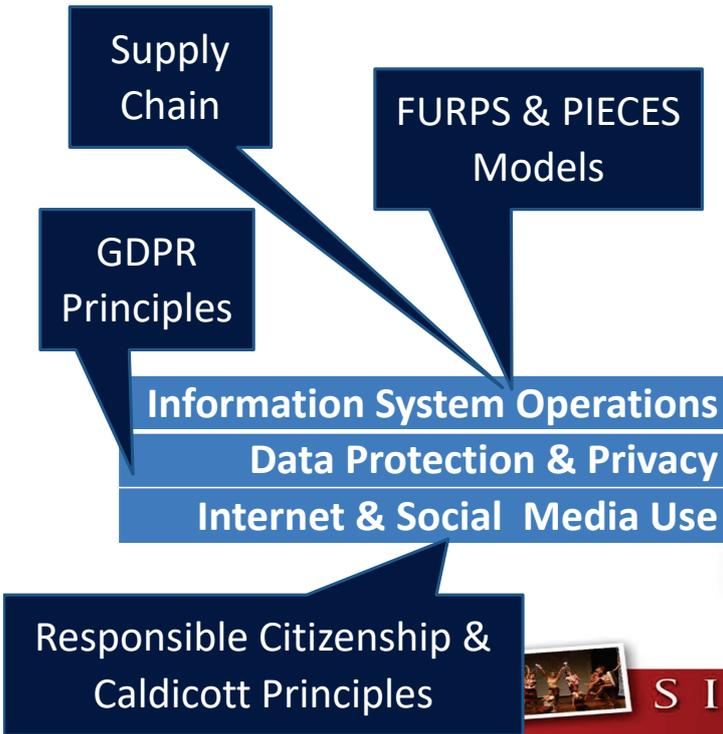 Supply
Chain
FURPS & PIECES
Models
GDPR
Principles
Information System Operations
Data Protection & Privacy
Internet & Social Media Use
Responsible Citizenship &
Caldicott Principles
S I